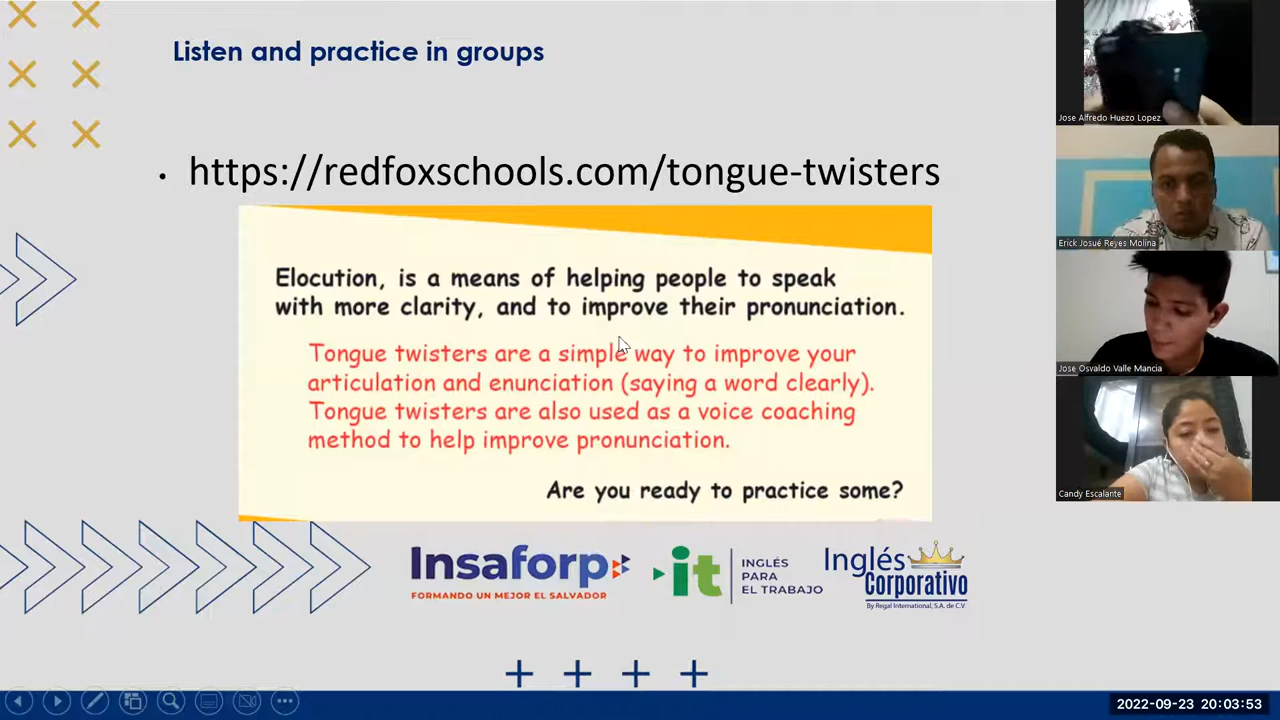 Listen and practice in groups
• https://redfoxschools.com/tongue-twisters
Elocution, is a means of helping people to speak
with more clarity, and to improve their pronunciation.
Tongue twisters are a simple way to improve your
articulation and enunciation (saying a word clearly).
Tongue twisters are also used as a voice coaching
method to help improve pronunciation.
Are you ready to practice some?
Insaforp
FORMANDO UN MEJOR EL SALVADOR
it
INGLÉS
PARA
EL TRABAJO
Inglés
Corporativo
By Regal International, S.A. de C.V.
Jose Alfredo Huezo Lopez
Erick Josué Reyes Molina
Jose Osvaldo Valle Mancia
Candy Escalante
2022-09-23 20:03:53